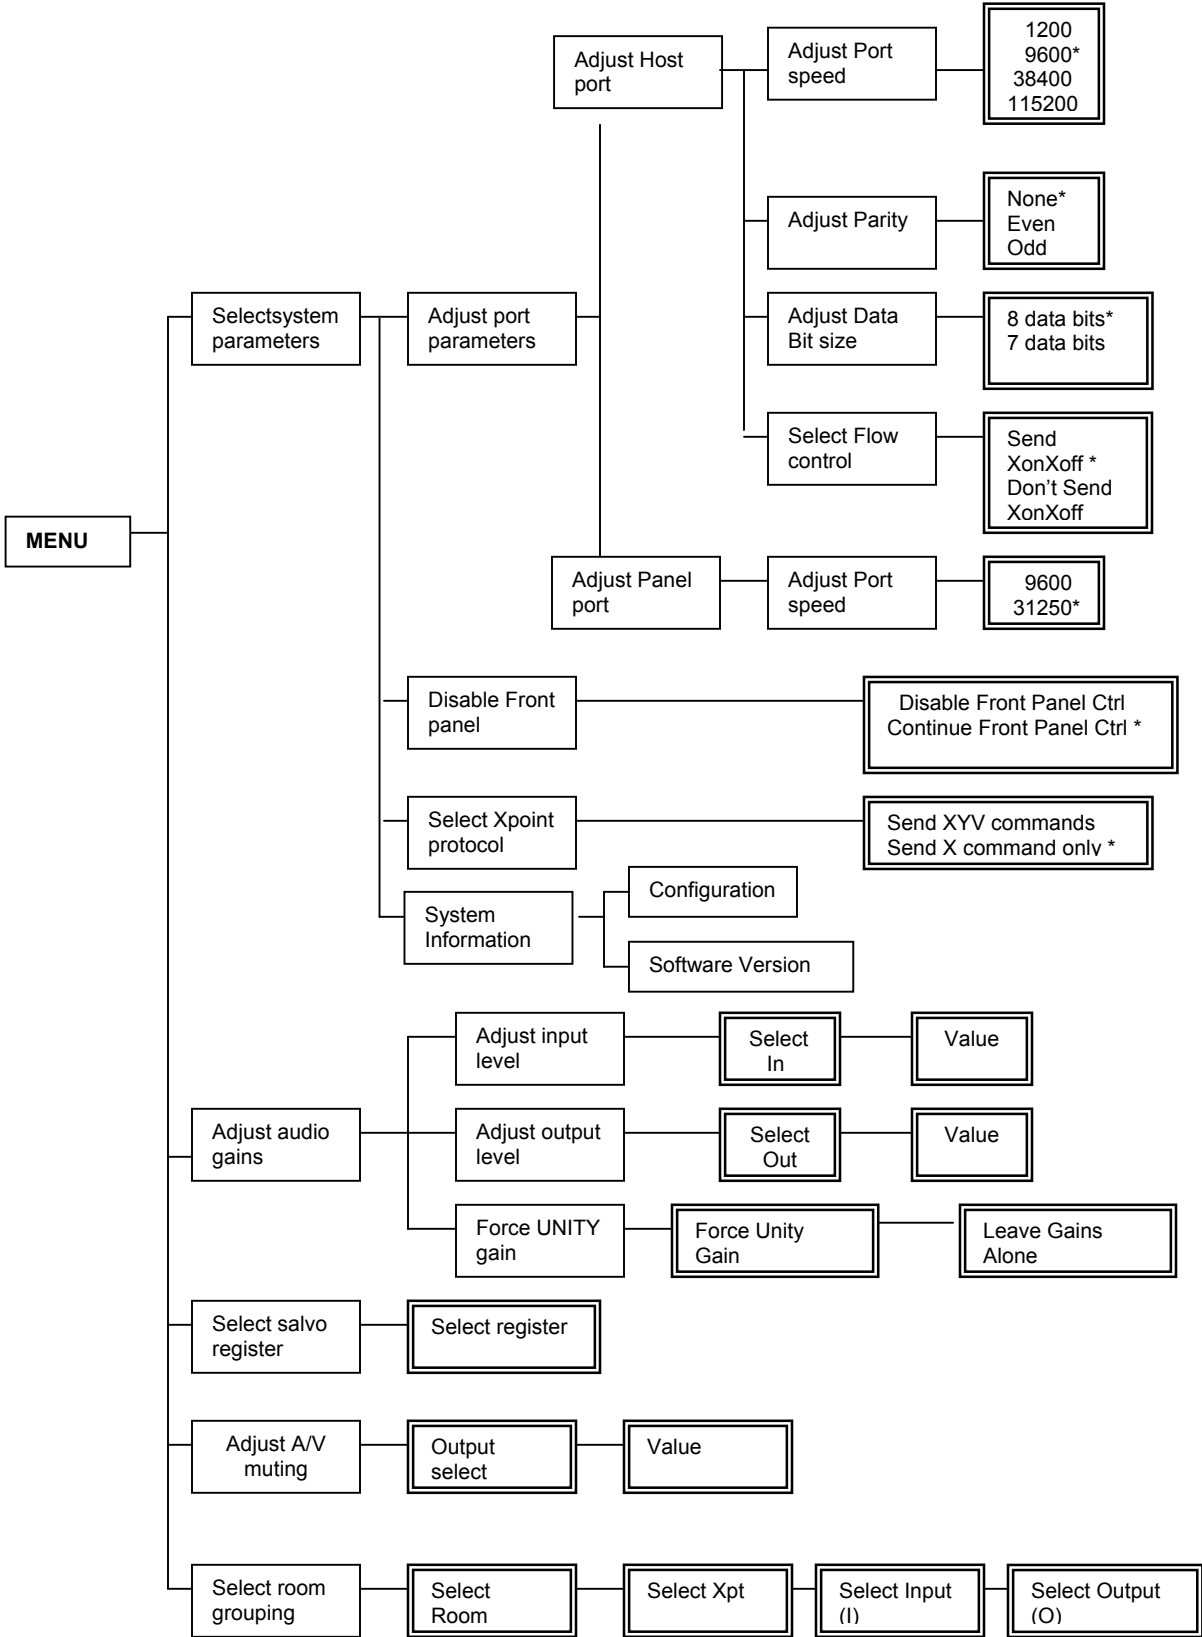 Adjust Host
port
Adjust Port
speed
1200
9600*
38400
115200
Adjust Parity
None*
Even
Odd
Selectsystem
parameters
Adjust port
parameters
Adjust Data
Bit size
8 data bits*
7 data bits
Select Flow
control
Send
XonXoff *
Don't Send
XonXoff
MENU
Adjust Panel
port
Adjust Port
speed
9600
31250*
Disable Front
panel
Disable Front Panel Ctrl
Continue Front Panel Ctrl *
Select Xpoint
protocol
Send XYV commands
Send X command only *
System
Information
Configuration
Software Version
Adjust audio
gains
Adjust input
level
Select
In
Value
Adjust output
level
Select
Out
Value
Force UNITY
gain
Force Unity
Gain
Leave Gains
Alone
Select salvo
register
Select register
Adjust A/V
muting
Output
select
Value
Select room
grouping
Select
Room
Select Xpt
Select Input
(I)
Select Output
(O)